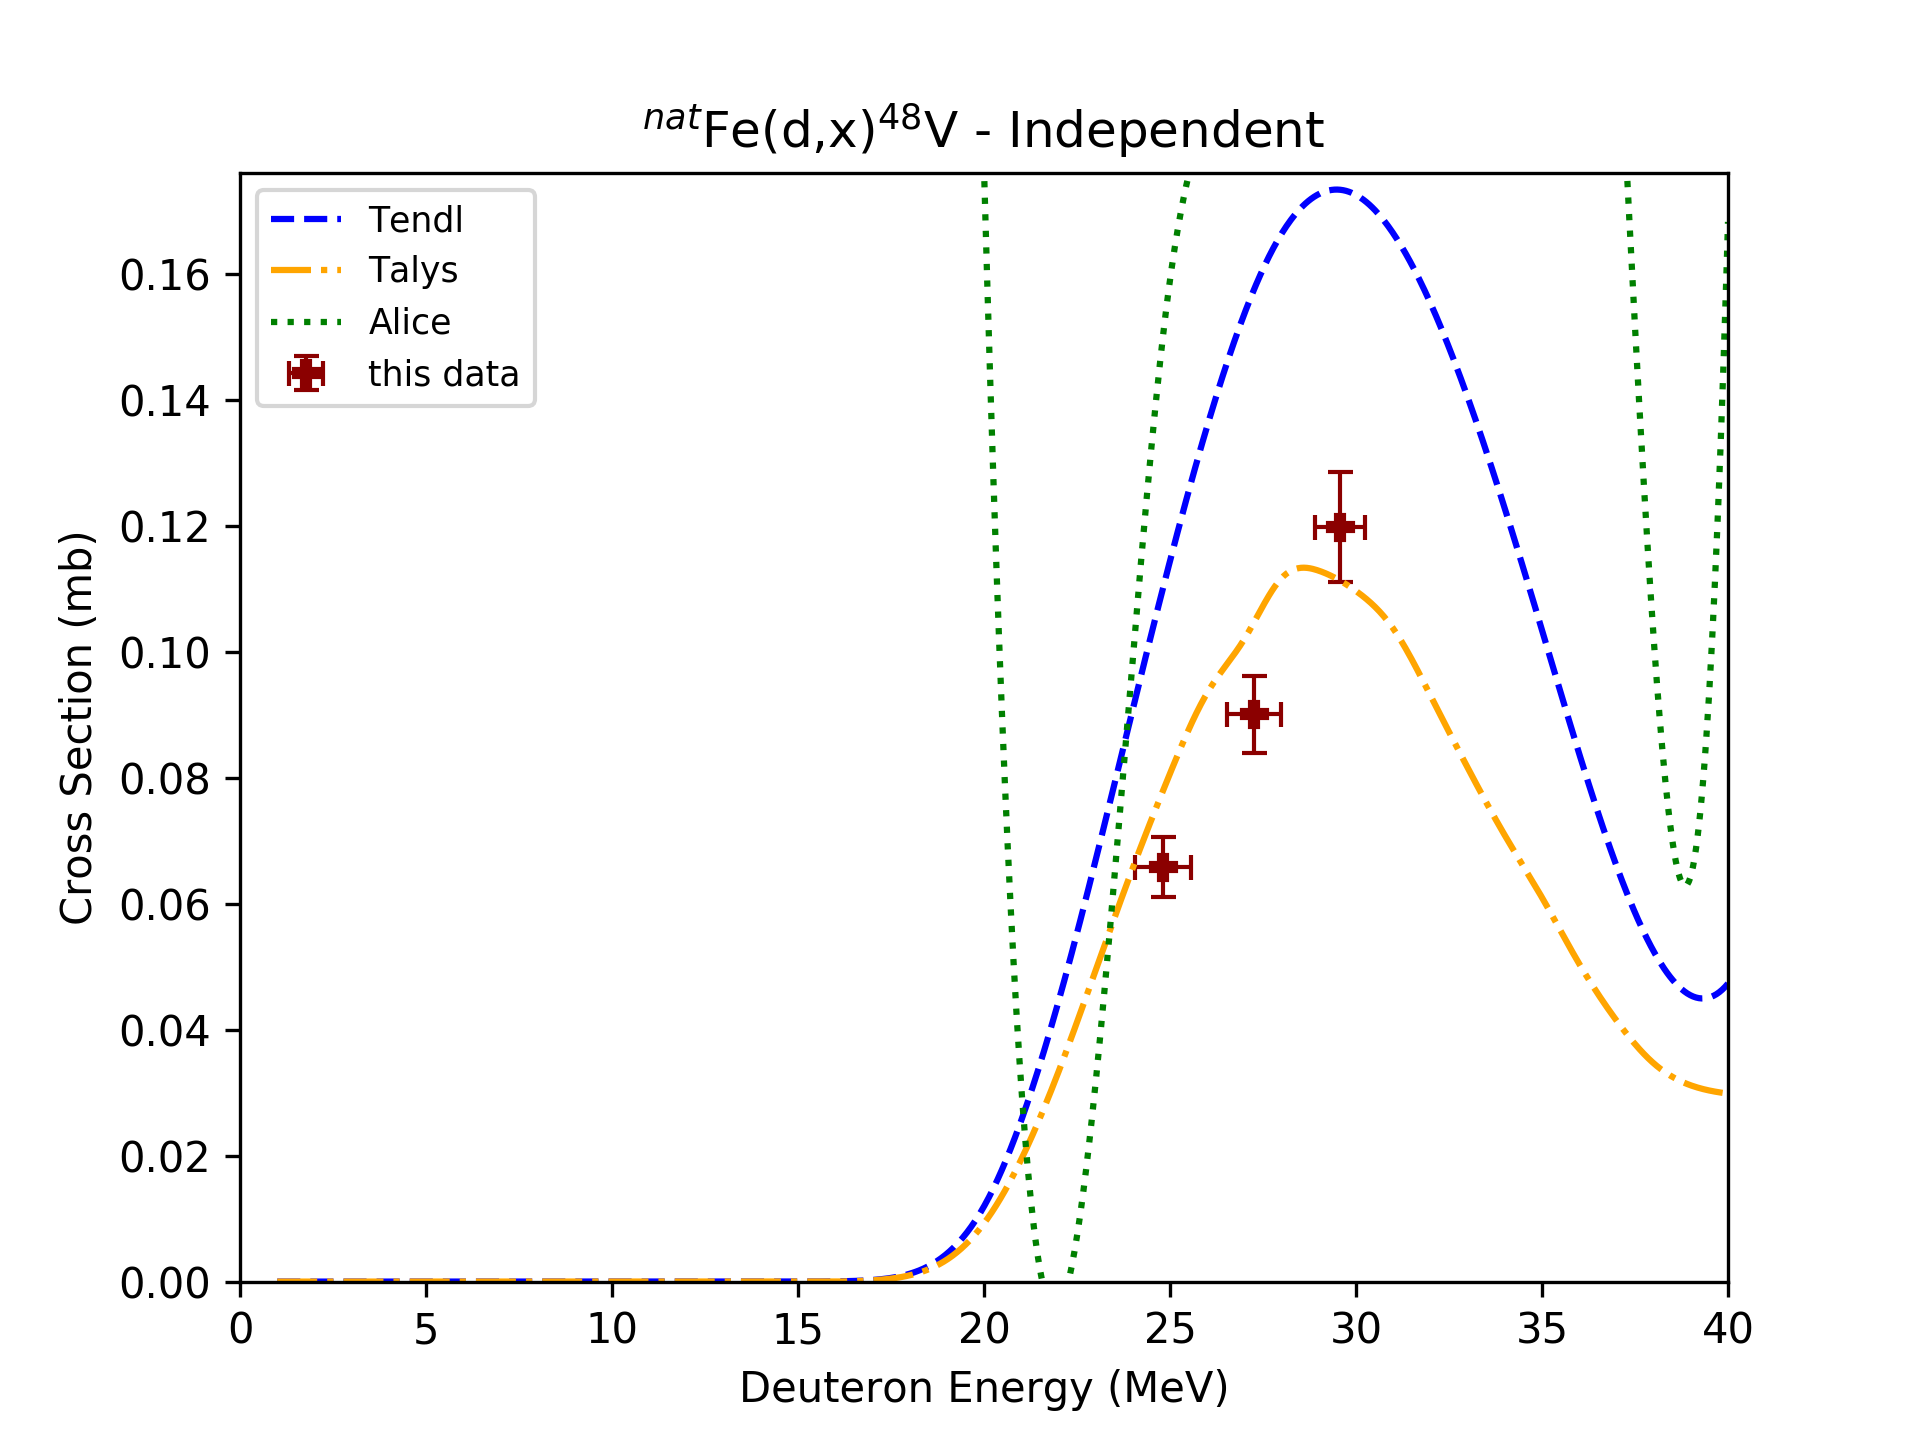 natFe(d,x)48V - Independent
Tendl
Talys
Alice
this data
Cross Section (mb)
0.16
0.14
0.12
0.10
0.08
0.06
0.04
0.02
0.00
0 5 10 15 20 25 30 35 40
Deuteron Energy (MeV)